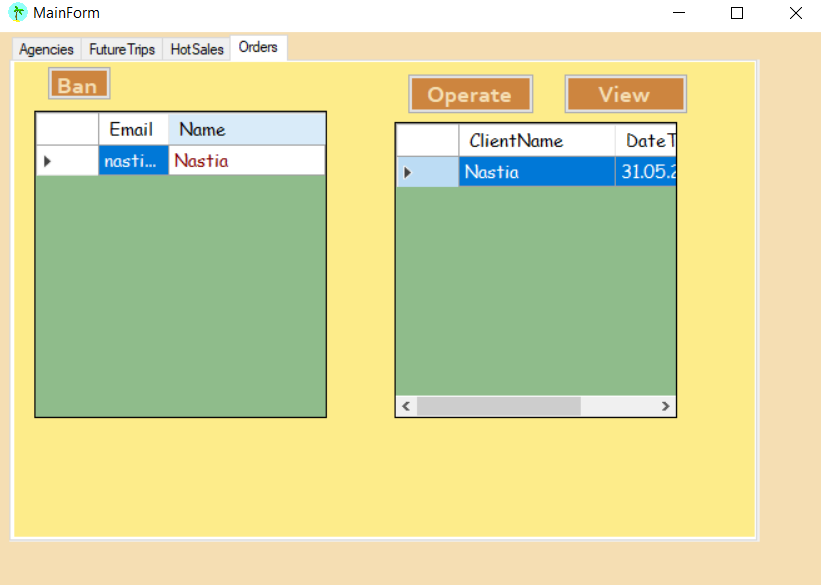 MainForm
Agencies FutureTrips HotSales Orders
Ban
Operate View
Email Name
nasti... Nastia
ClientName DateT
Nastia 31.05.2